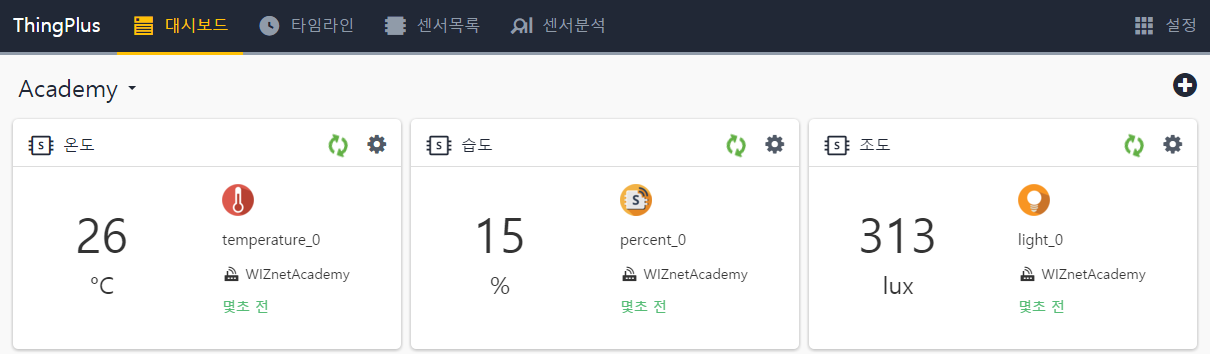 ThingPlus 대시보드 타임라인 센서목록 센서분석 설정
Academy
S 온도
26
°C
temperature_0
WIZnetAcademy
몇초 전
S 습도
15
%
S
percent_0
WIZnetAcademy
몇초 전
S 조도
313
lux
light_0
WIZnetAcademy
몇초 전